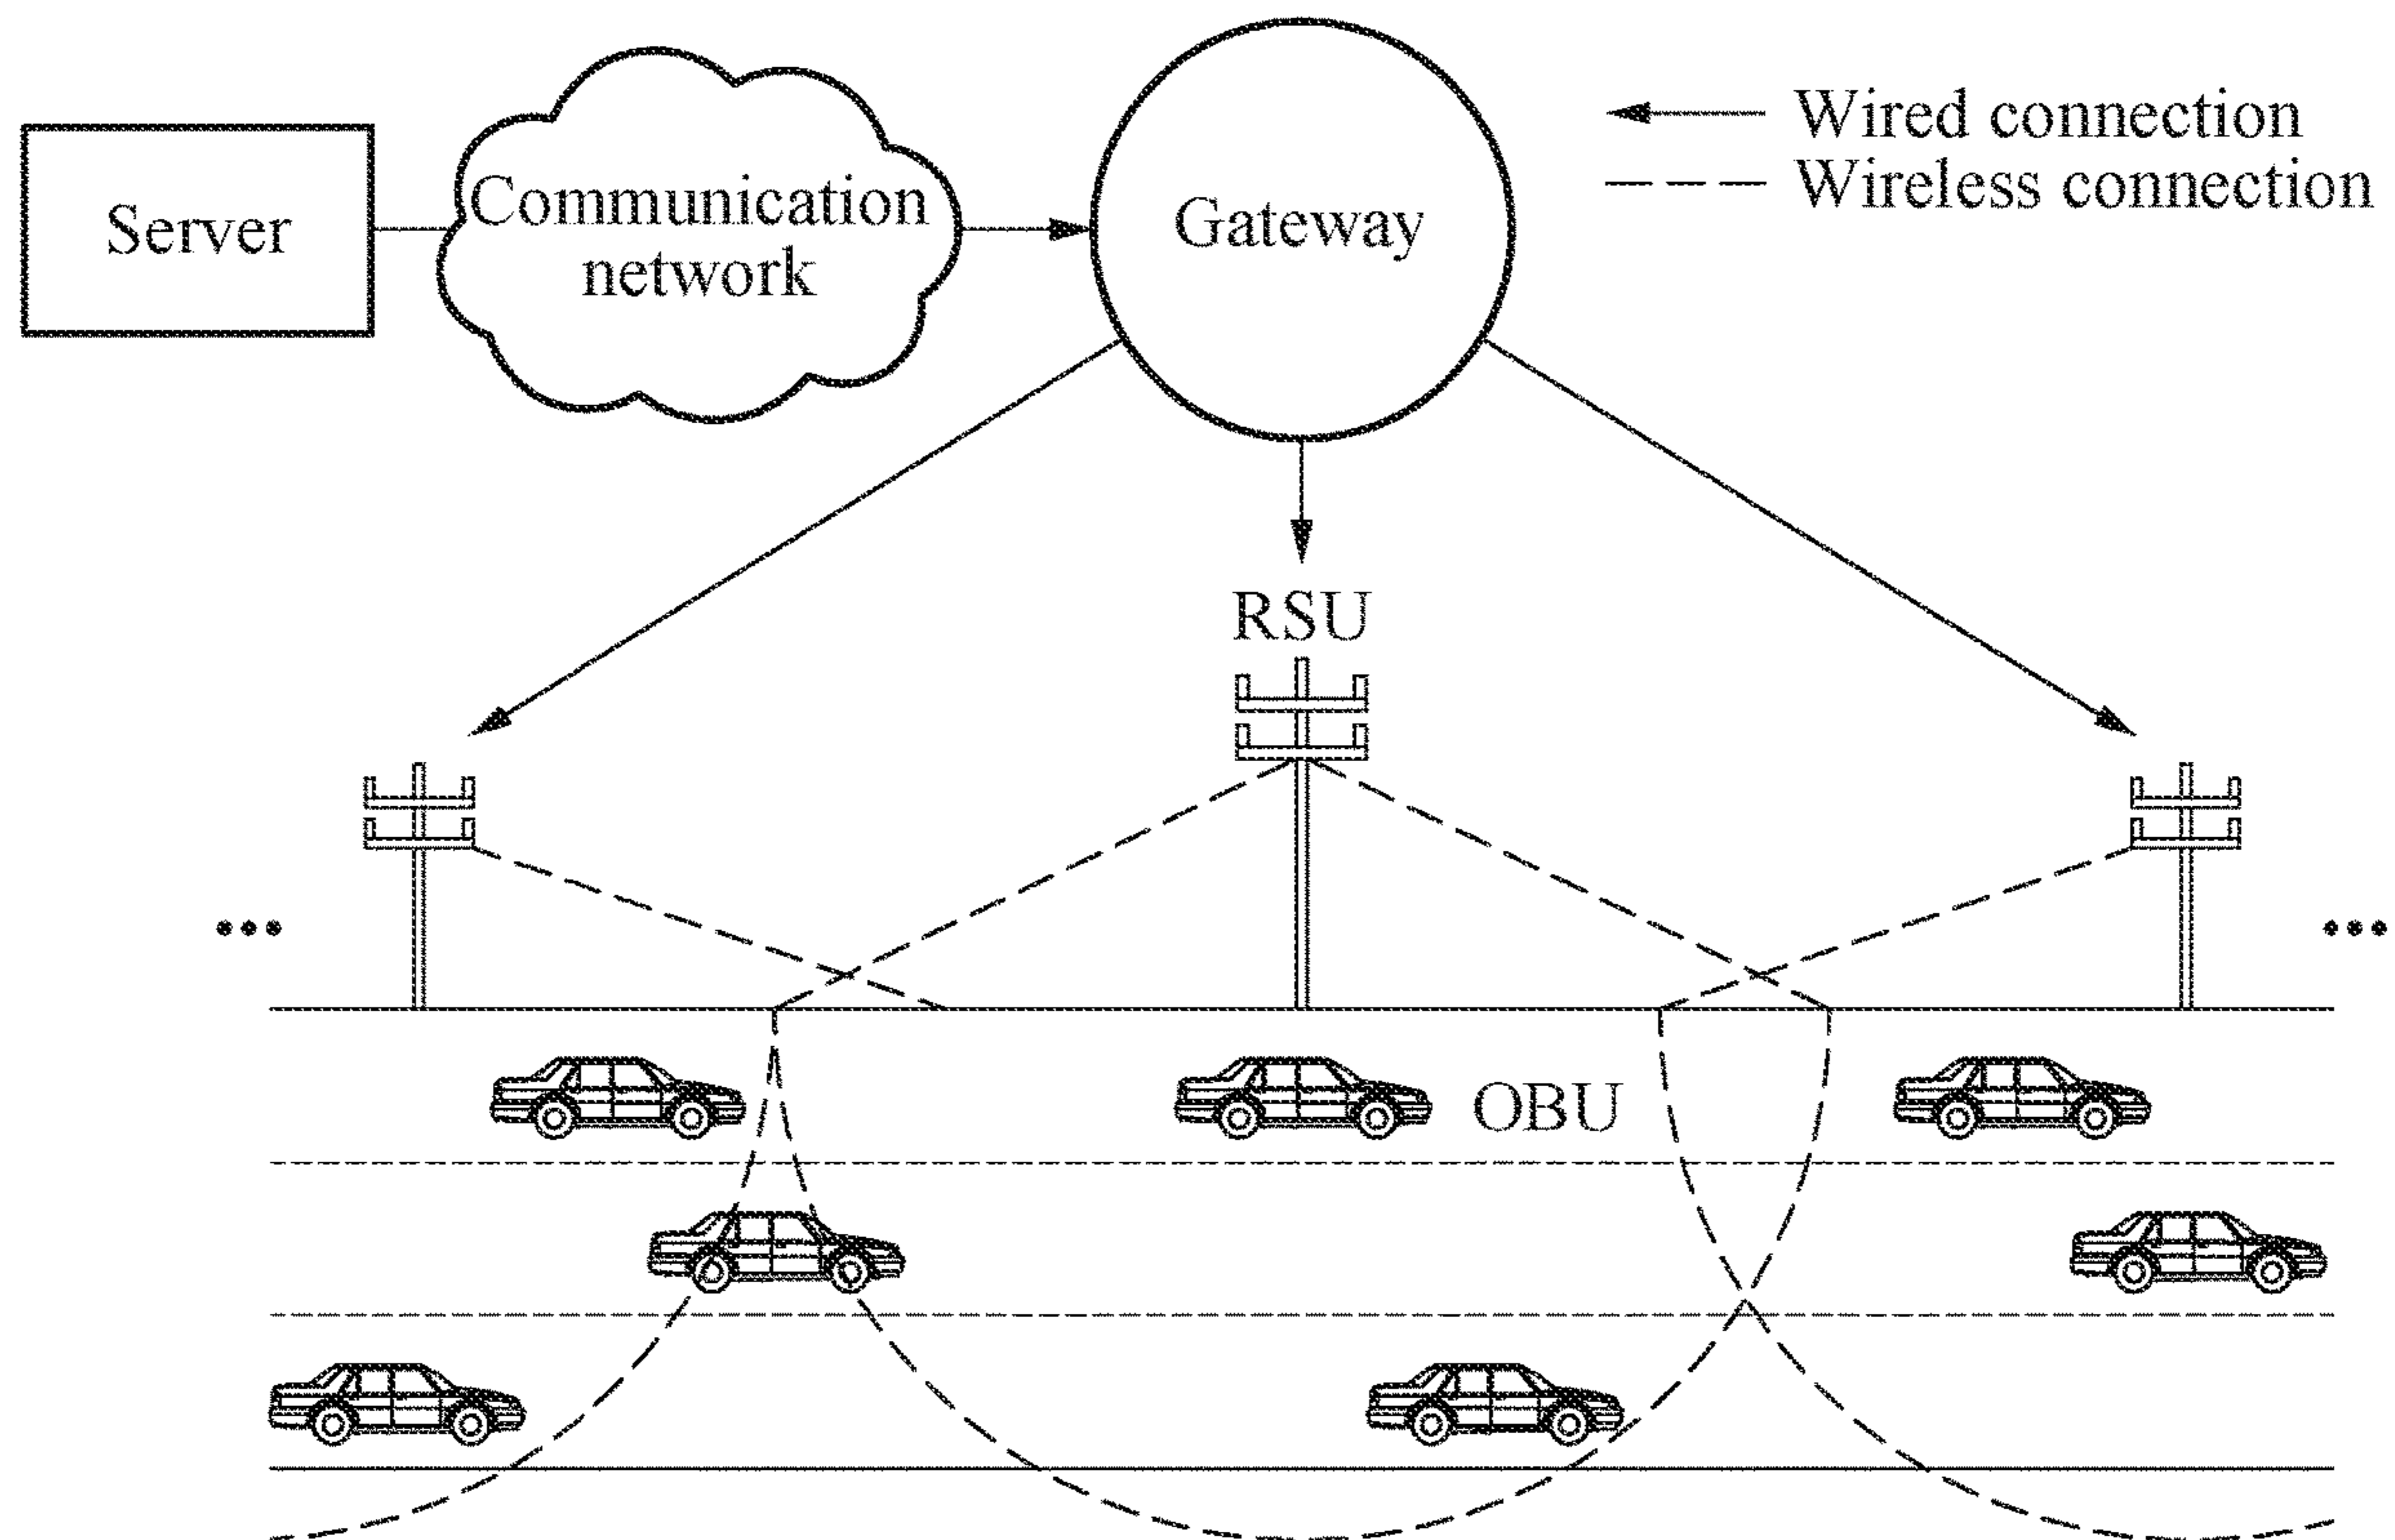 Server
Communication
network
Gateway
Wired connection
Wireless connection
RSU
OBU